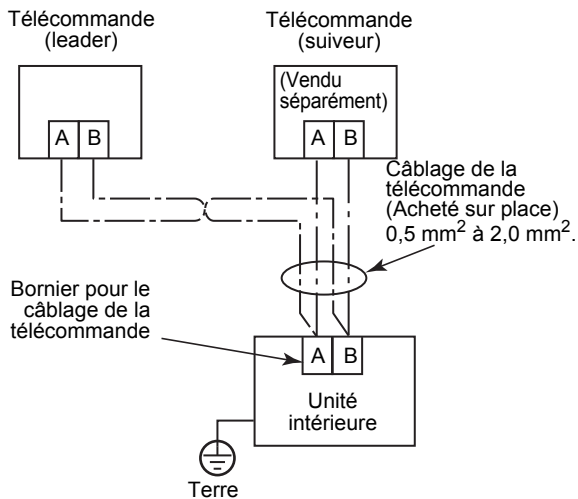 Télécommande
(leader)
Télécommande
(suiveur)
(Vendu
séparément)
A B
A B
Câblage de la
télécommande
(Acheté sur place)
0,5 mm² à 2,0 mm².
Bornier pour le
câblage de la
télécommande
A B
Unité
intérieure
Terre